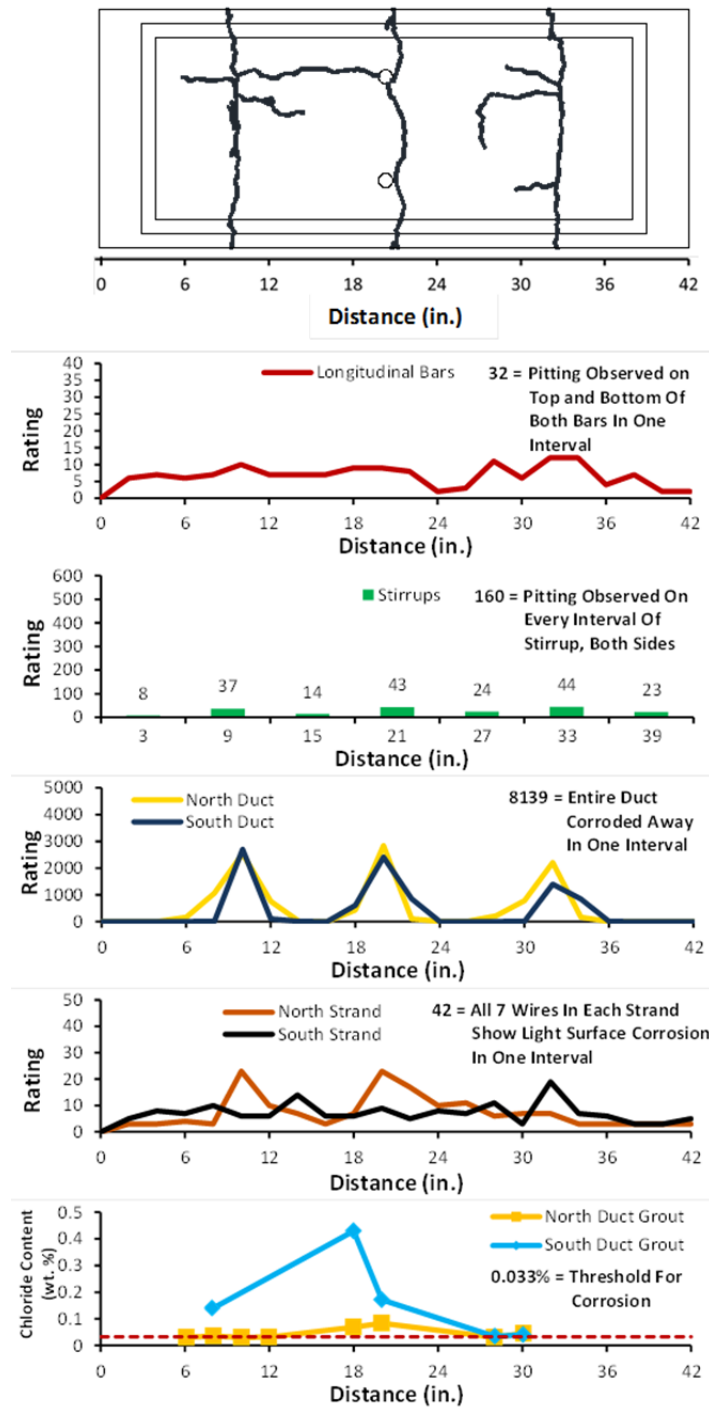 0 6 12 18 24 30 36 42
Distance (in.)
40
35
30
25
20
15
10
5
0
Rating
Longitudinal Bars
32 = Pitting Observed on
Top and Bottom Of
Both Bars In One
Interval
0 6 12 18 24 30 36 42
Distance (in.)
600
500
400
300
200
100
0
Rating
Stirrups
160 = Pitting Observed On
Every Interval Of
Stirrup, Both Sides
8 37 14 43 24 44 23
3 9 15 21 27 33 39
Distance (in.)
5000
4000
3000
2000
1000
0
Rating
North Duct
South Duct
8139 = Entire Duct
Corroded Away
In One Interval
0 6 12 18 24 30 36 42
Distance (in.)
50
40
30
20
10
0
Rating
North Strand
South Strand
42 = All 7 Wires In Each Strand
Show Light Surface Corrosion
In One Interval
0 6 12 18 24 30 36 42
Distance (in.)
0.5
0.4
0.3
0.2
0.1
0
Chloride Content
(wt. %)
North Duct Grout
South Duct Grout
0.033% = Threshold For
Corrosion
0 6 12 18 24 30 36 42
Distance (in.)